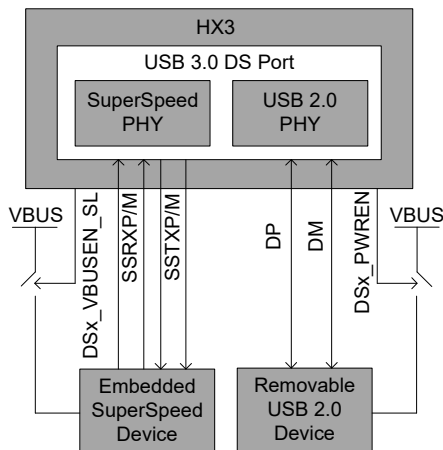 HX3
USB 3.0 DS Port
SuperSpeed
PHY
USB 2.0
PHY
VBUS
DSx_VBUSEN_SL
SSRXP/M
SSTXP/M
DP
DM
DSx_PWREN
VBUS
Embedded
SuperSpeed
Device
Removable
USB 2.0
Device